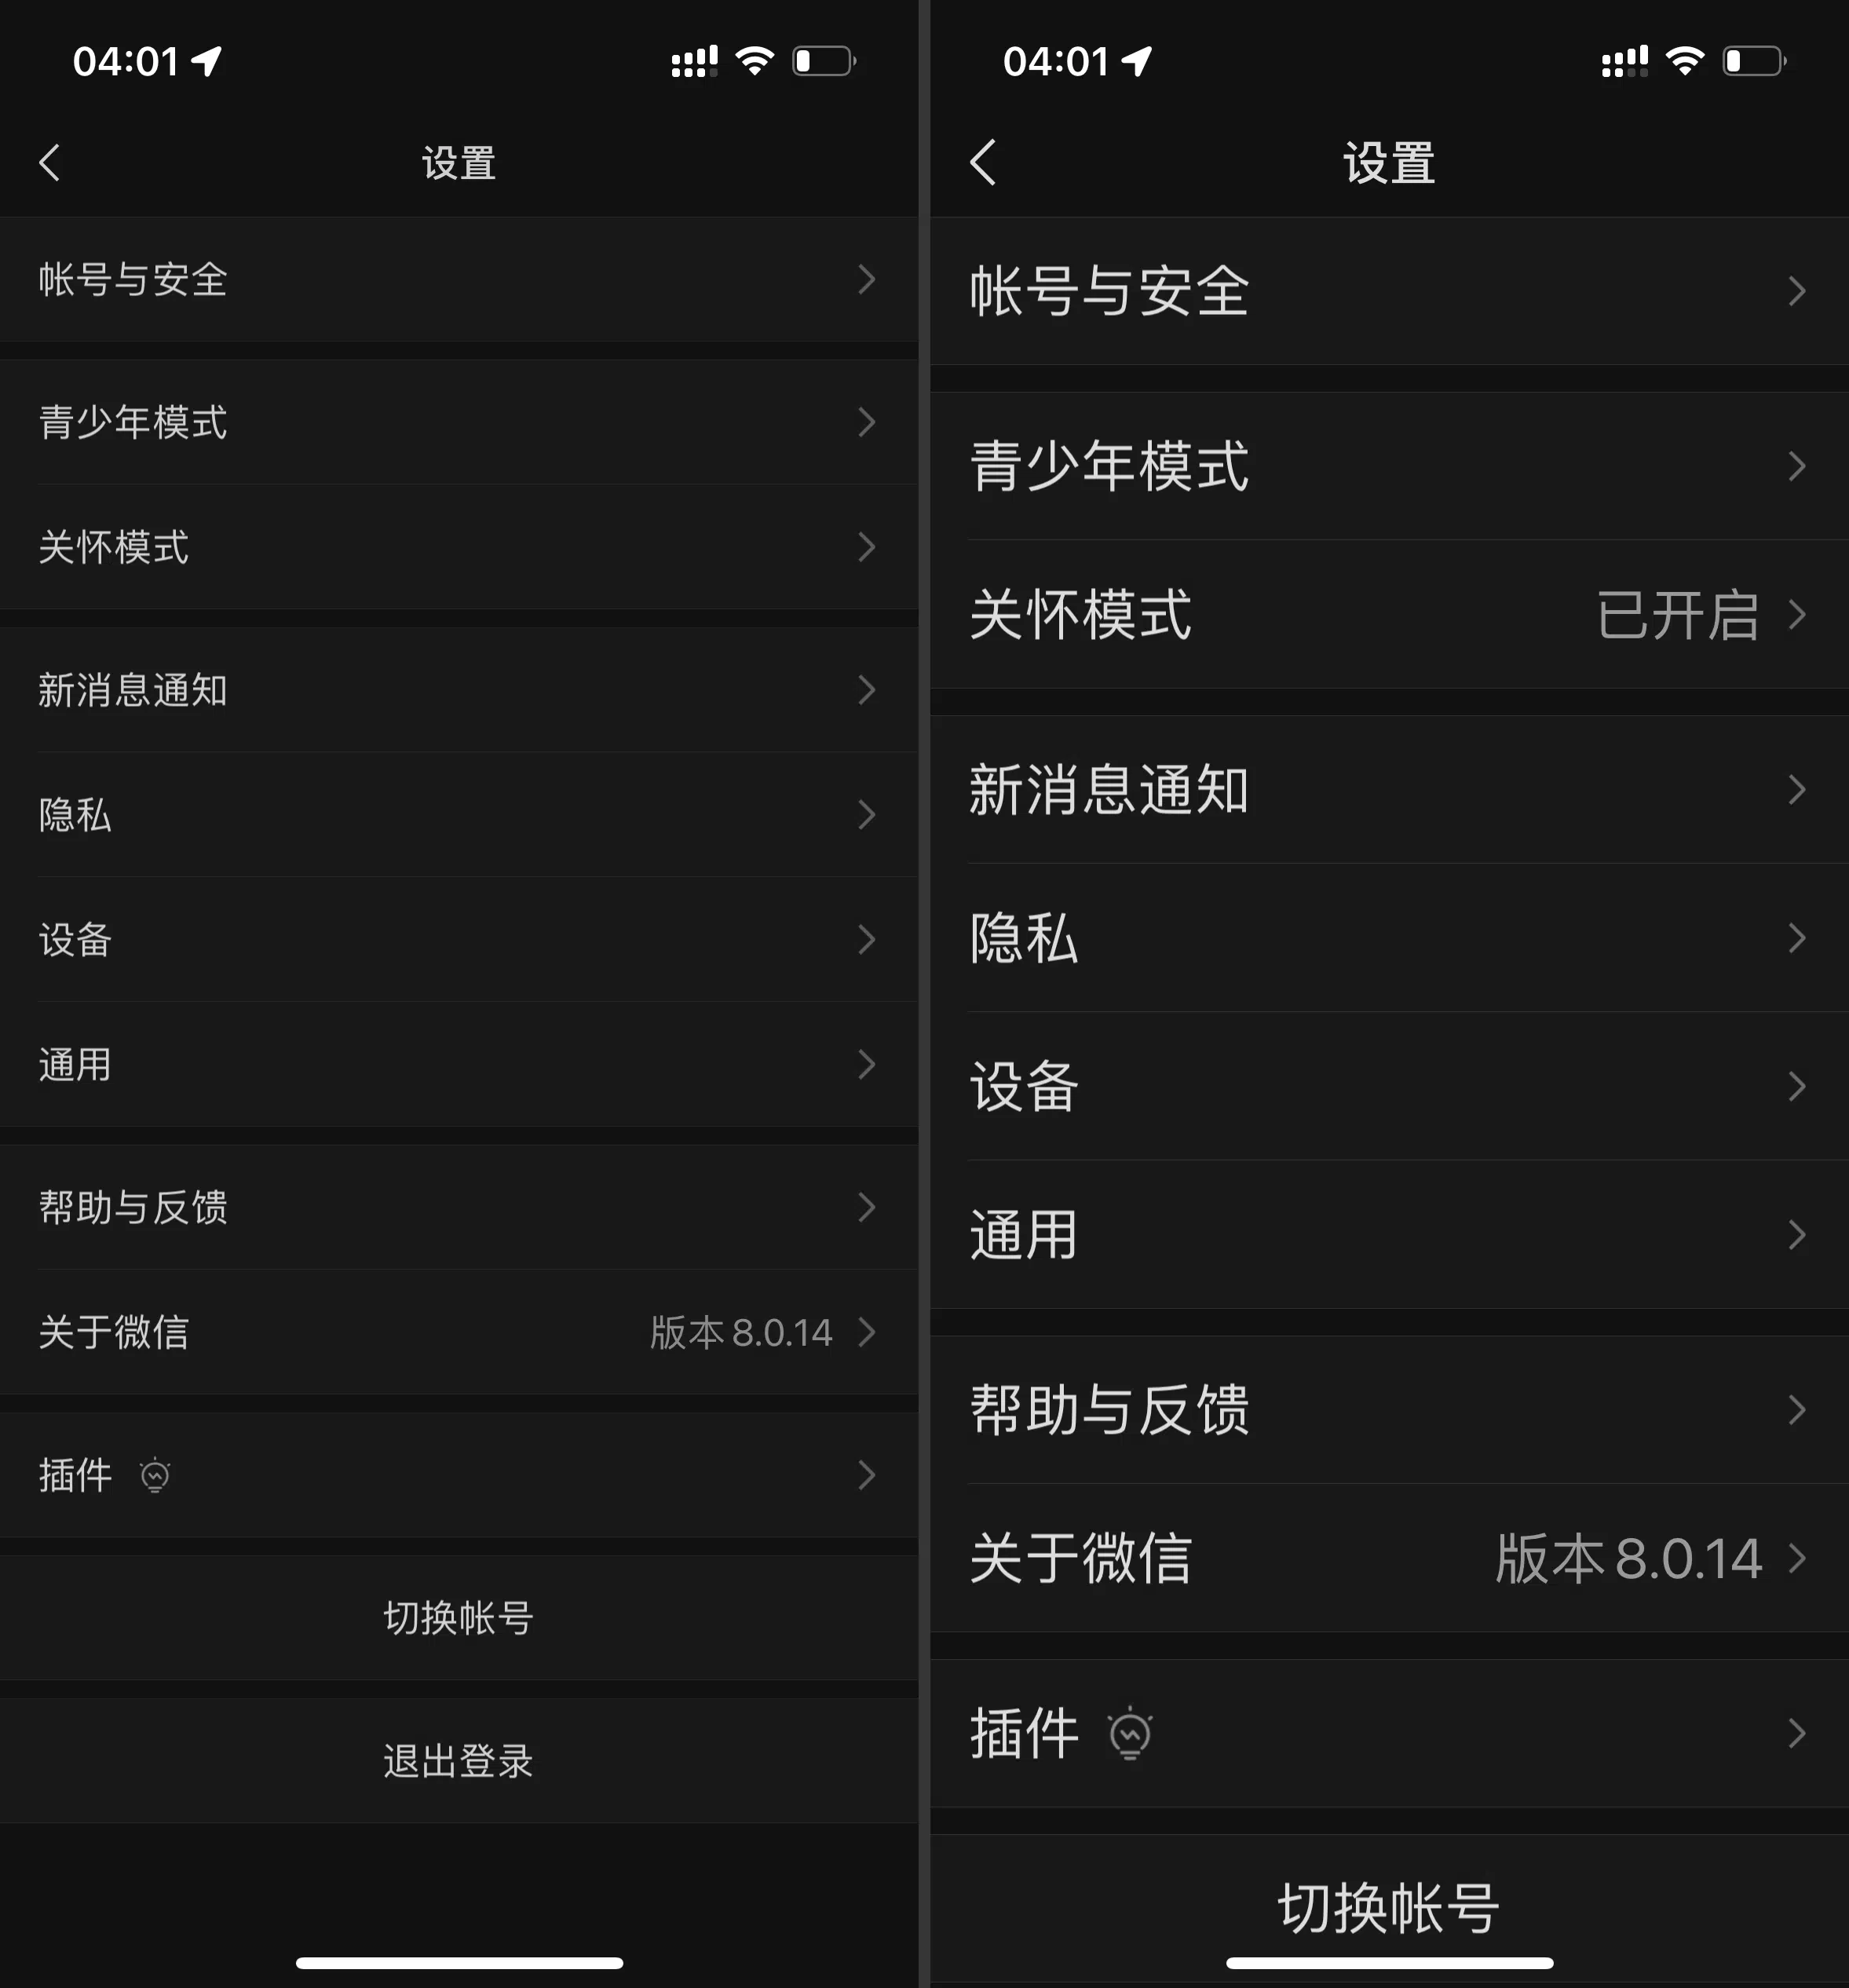 04:01
设置
帐号与安全
青少年模式
关怀模式
新消息通知
隐私
设备
通用
帮助与反馈
关于微信 版本 8.0.14
插件
切换帐号
退出登录
04:01
设置
帐号与安全
青少年模式
关怀模式 已开启
新消息通知
隐私
设备
通用
帮助与反馈
关于微信 版本 8.0.14
插件
切换帐号